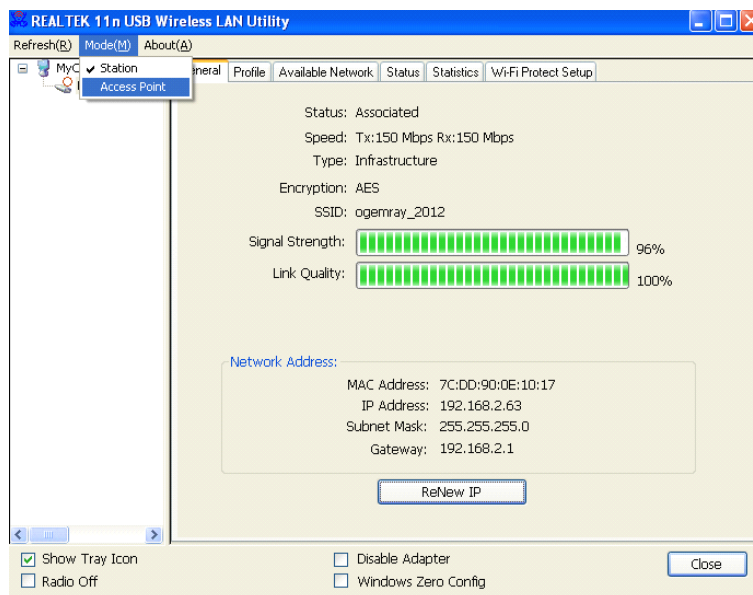 REALTEK 11n USB Wireless LAN Utility
Refresh(R) Mode(M) About(A)
Station
Access Point
MyC
neral Profile Available Network Status Statistics Wi-Fi Protect Setup
Status: Associated
Speed: Tx:150 Mbps Rx:150 Mbps
Type: Infrastructure
Encryption: AES
SSID: ogemray_2012
Signal Strength: 96%
Link Quality: 100%
Network Address:
MAC Address: 7C:DD:90:0E:10:17
IP Address: 192.168.2.63
Subnet Mask: 255.255.255.0
Gateway: 192.168.2.1
ReNew IP
Show Tray Icon Disable Adapter Close
Radio Off Windows Zero Config